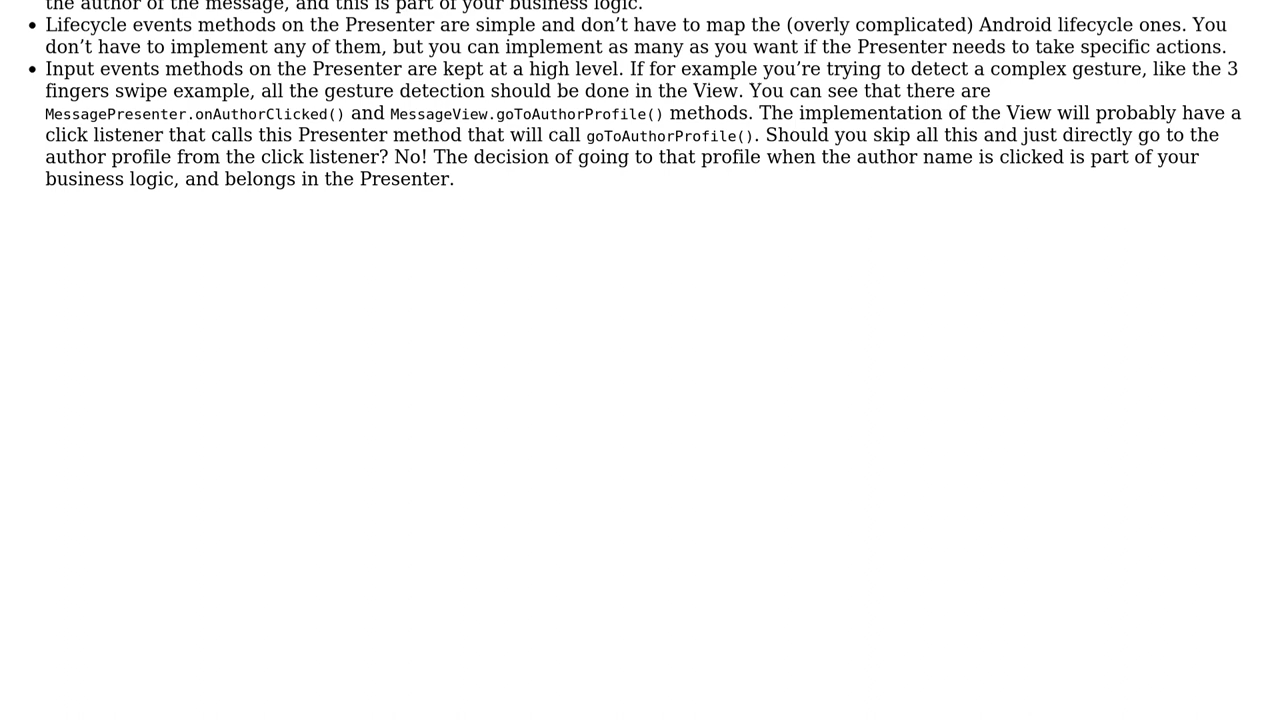 the author of the message, and this is part of your business logic.
• Lifecycle events methods on the Presenter are simple and don’t have to map the (overly complicated) Android lifecycle ones. You
don’t have to implement any of them, but you can implement as many as you want if the Presenter needs to take specific actions.
• Input events methods on the Presenter are kept at a high level. If for example you’re trying to detect a complex gesture, like the 3
fingers swipe example, all the gesture detection should be done in the View. You can see that there are
MessagePresenter.onAuthorClicked() and MessageView.goToAuthorProfile() methods. The implementation of the View will probably have a
click listener that calls this Presenter method that will call goToAuthorProfile(). Should you skip all this and just directly go to the
author profile from the click listener? No! The decision of going to that profile when the author name is clicked is part of your
business logic, and belongs in the Presenter.